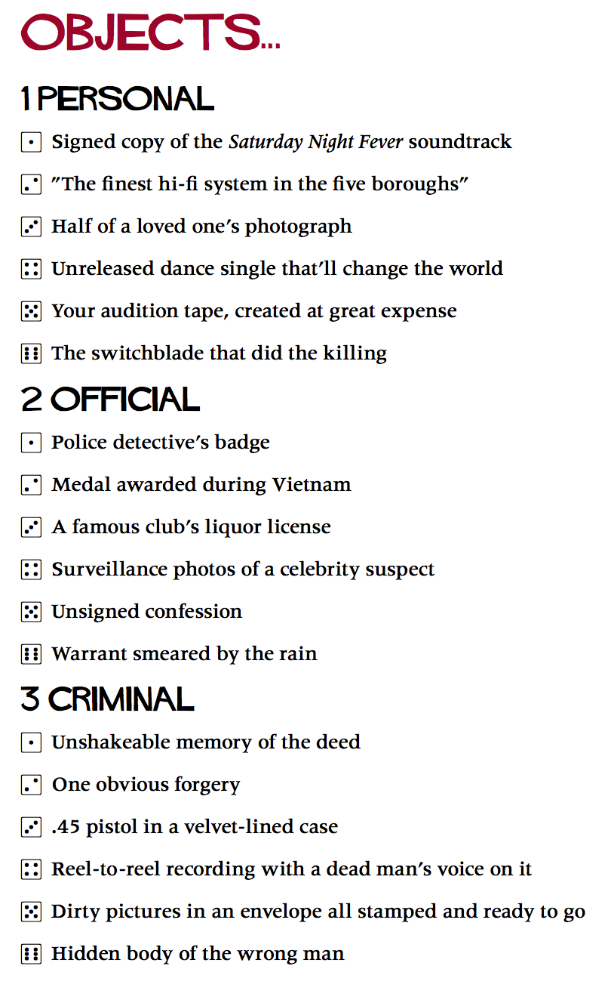 OBJECTS...
1 PERSONAL
⚀ Signed copy of the Saturday Night Fever soundtrack
⚁ ”The finest hi-fi system in the five boroughs”
⚂ Half of a loved one’s photograph
⚃ Unreleased dance single that’ll change the world
⚄ Your audition tape, created at great expense
⚅ The switchblade that did the killing
2 OFFICIAL
⚀ Police detective’s badge
⚁ Medal awarded during Vietnam
⚂ A famous club’s liquor license
⚃ Surveillance photos of a celebrity suspect
⚄ Unsigned confession
⚅ Warrant smeared by the rain
3 CRIMINAL
⚀ Unshakeable memory of the deed
⚁ One obvious forgery
⚂ .45 pistol in a velvet-lined case
⚃ Reel-to-reel recording with a dead man’s voice on it
⚄ Dirty pictures in an envelope all stamped and ready to go
⚅ Hidden body of the wrong man